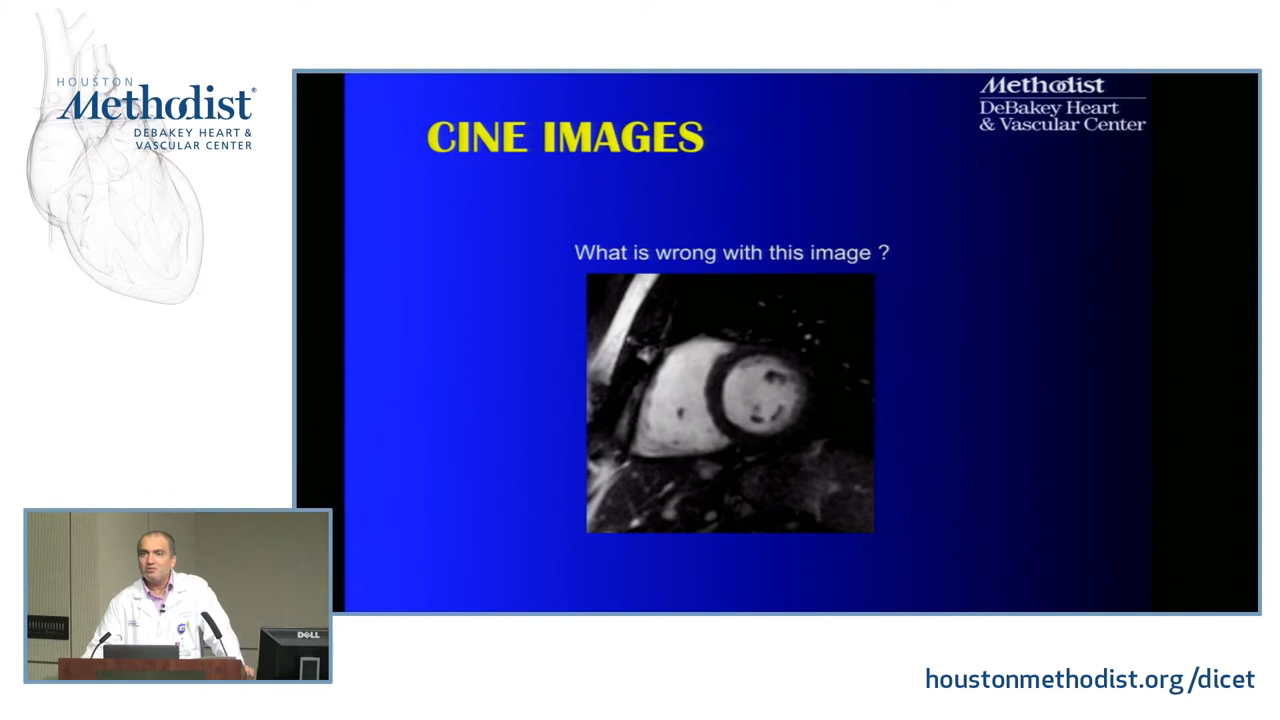 HOUSTON
Methodist®
DEBAKEY HEART &
VASCULAR CENTER
CINE IMAGES
Methodist
DeBakey Heart
& Vascular Center
What is wrong with this image ?
DELL
houstonmethodist.org/dicet